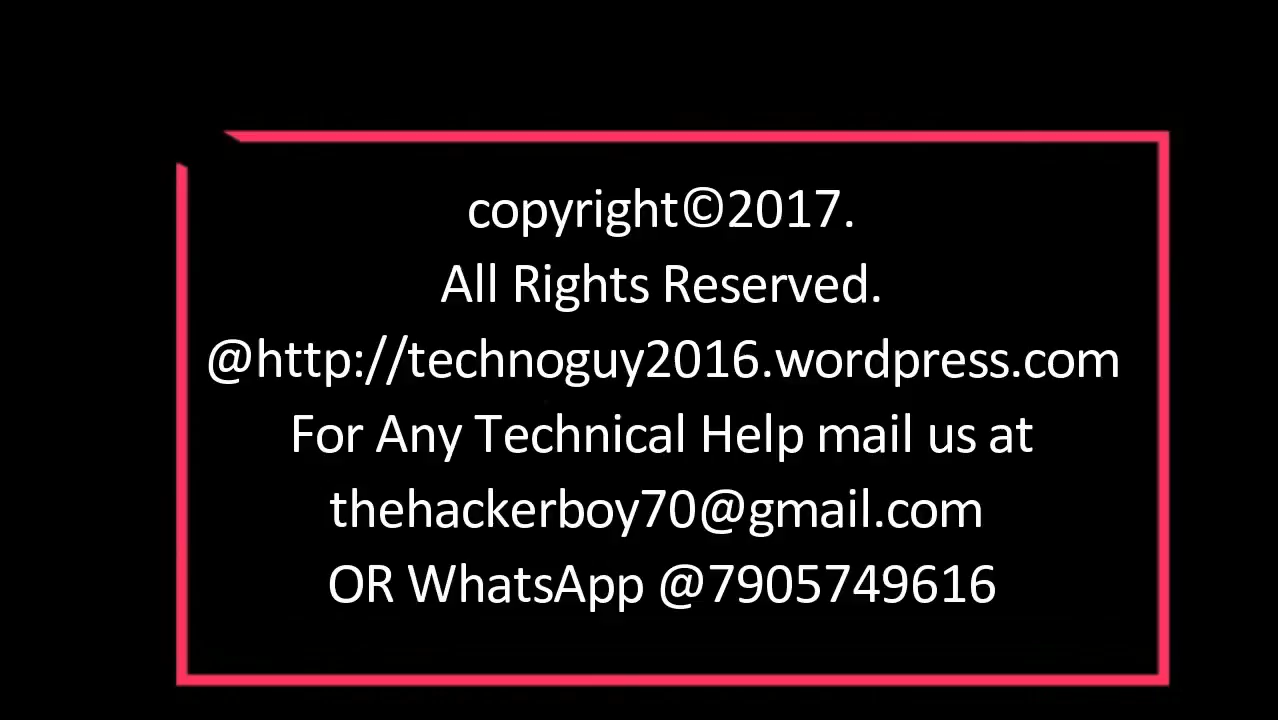 copyright©2017.
All Rights Reserved.
@http://technoguy2016.wordpress.com
For Any Technical Help mail us at
thehackerboy70@gmail.com
OR WhatsApp @7905749616